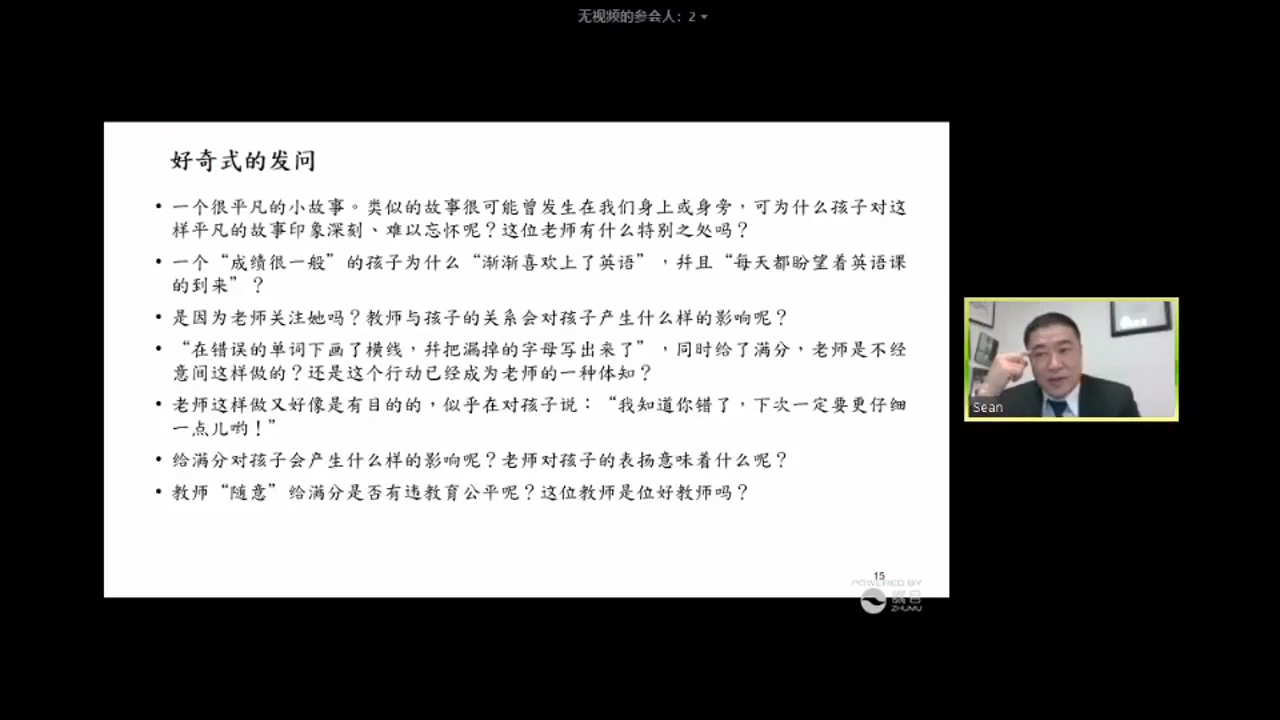 无视频的参会人: 2
好奇式的发问
• 一个很平凡的小故事。类似的故事很可能曾发生在我们身上或身旁，可为什么孩子对这
样平凡的故事印象深刻、难以忘怀呢？这位老师有什么特别之处吗？
• 一个“成绩很一般”的孩子为什么“渐渐喜欢上了英语”，并且“每天都盼望着英语课
的到来”？
• 是因为老师关注她吗？教师与孩子的关系会对孩子产生什么样的影响呢？
• “在错误的单词下画了横线，并把漏掉的字母写出来了”，同时给了满分，老师是不经
意间这样做的？还是这个行动已经成为老师的一种体知？
• 老师这样做又好像是有目的的，似乎在对孩子说：“我知道你错了，下次一定要更仔细
一点儿哟！”
• 给满分对孩子会产生什么样的影响呢？老师对孩子的表扬意味着什么呢？
• 教师“随意”给满分是否有违教育公平呢？这位教师是位好教师吗？
Sean
15
POWERED BY
瞩目
ZHUMU